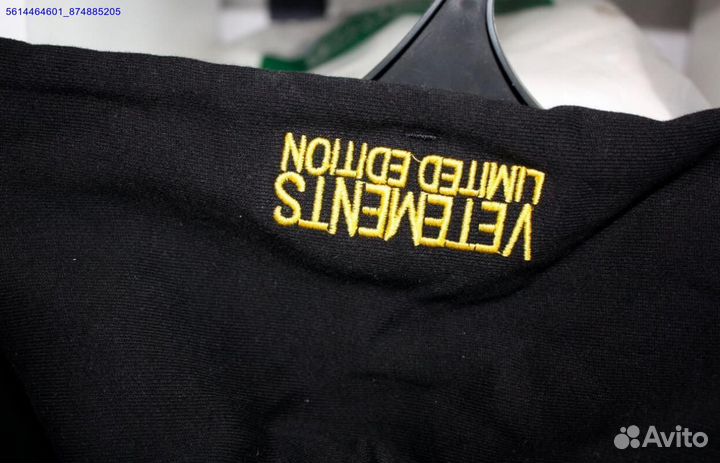 5614464601_874885205
VETEMENTS
LIMITED EDITION
Avito